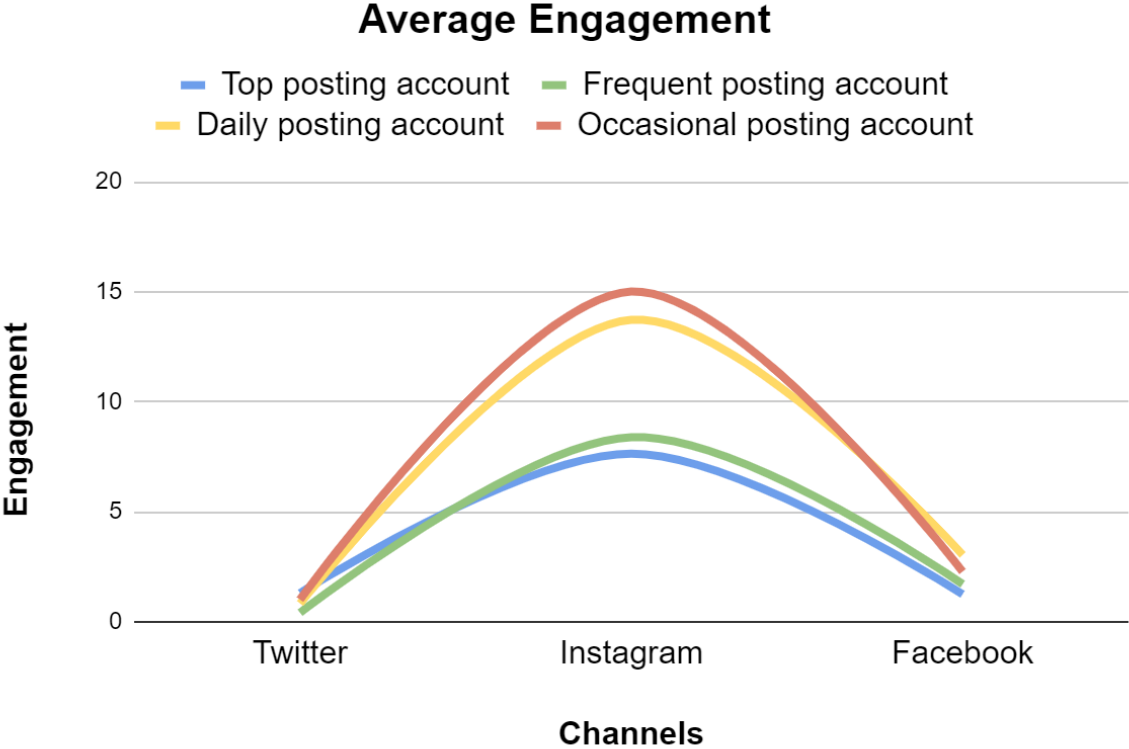 Average Engagement
Top posting account Frequent posting account
Daily posting account Occasional posting account
20
15
10
5
0
Engagement
Twitter Instagram Facebook
Channels